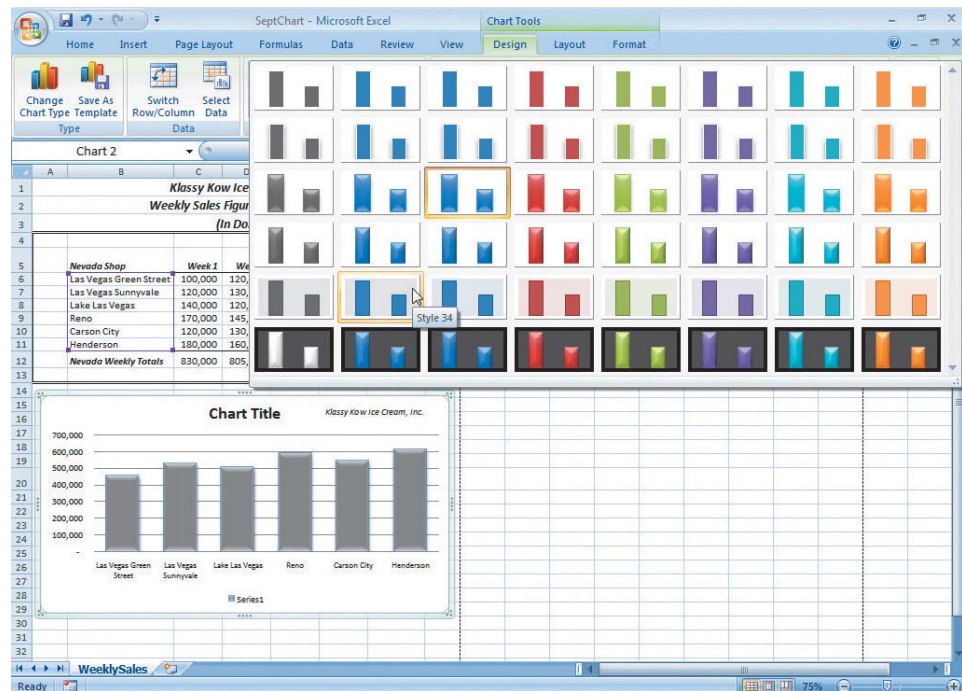 SeptChart - Microsoft Excel
Chart Tools
Home Insert Page Layout Formulas Data Review View Design Layout Format
Change Chart Type
Save As Template
Switch Row/Column
Select Data
Type
Data
Chart 2
A B C D
1 Klassy Kow Ice
2 Weekly Sales Figur
3 (In Do
4
5 Nevada Shop Week 1 We
6 Las Vegas Green Street 100,000 120,
7 Las Vegas Sunnyvale 120,000 130,
8 Lake Las Vegas 140,000 120,
9 Reno 170,000 145,
10 Carson City 120,000 130,
11 Henderson 180,000 160,
12 Nevada Weekly Totals 830,000 805,
13
Style 34
14
15
16
17
18
19
20
21
22
23
24
25
26
27
28
29
30
31
32
Chart Title
Klassy Kow Ice Cream, Inc.
700,000
600,000
500,000
400,000
300,000
200,000
100,000
-
Las Vegas Green Street
Las Vegas Sunnyvale
Lake Las Vegas
Reno
Carson City
Henderson
Series1
WeeklySales
Ready
75%